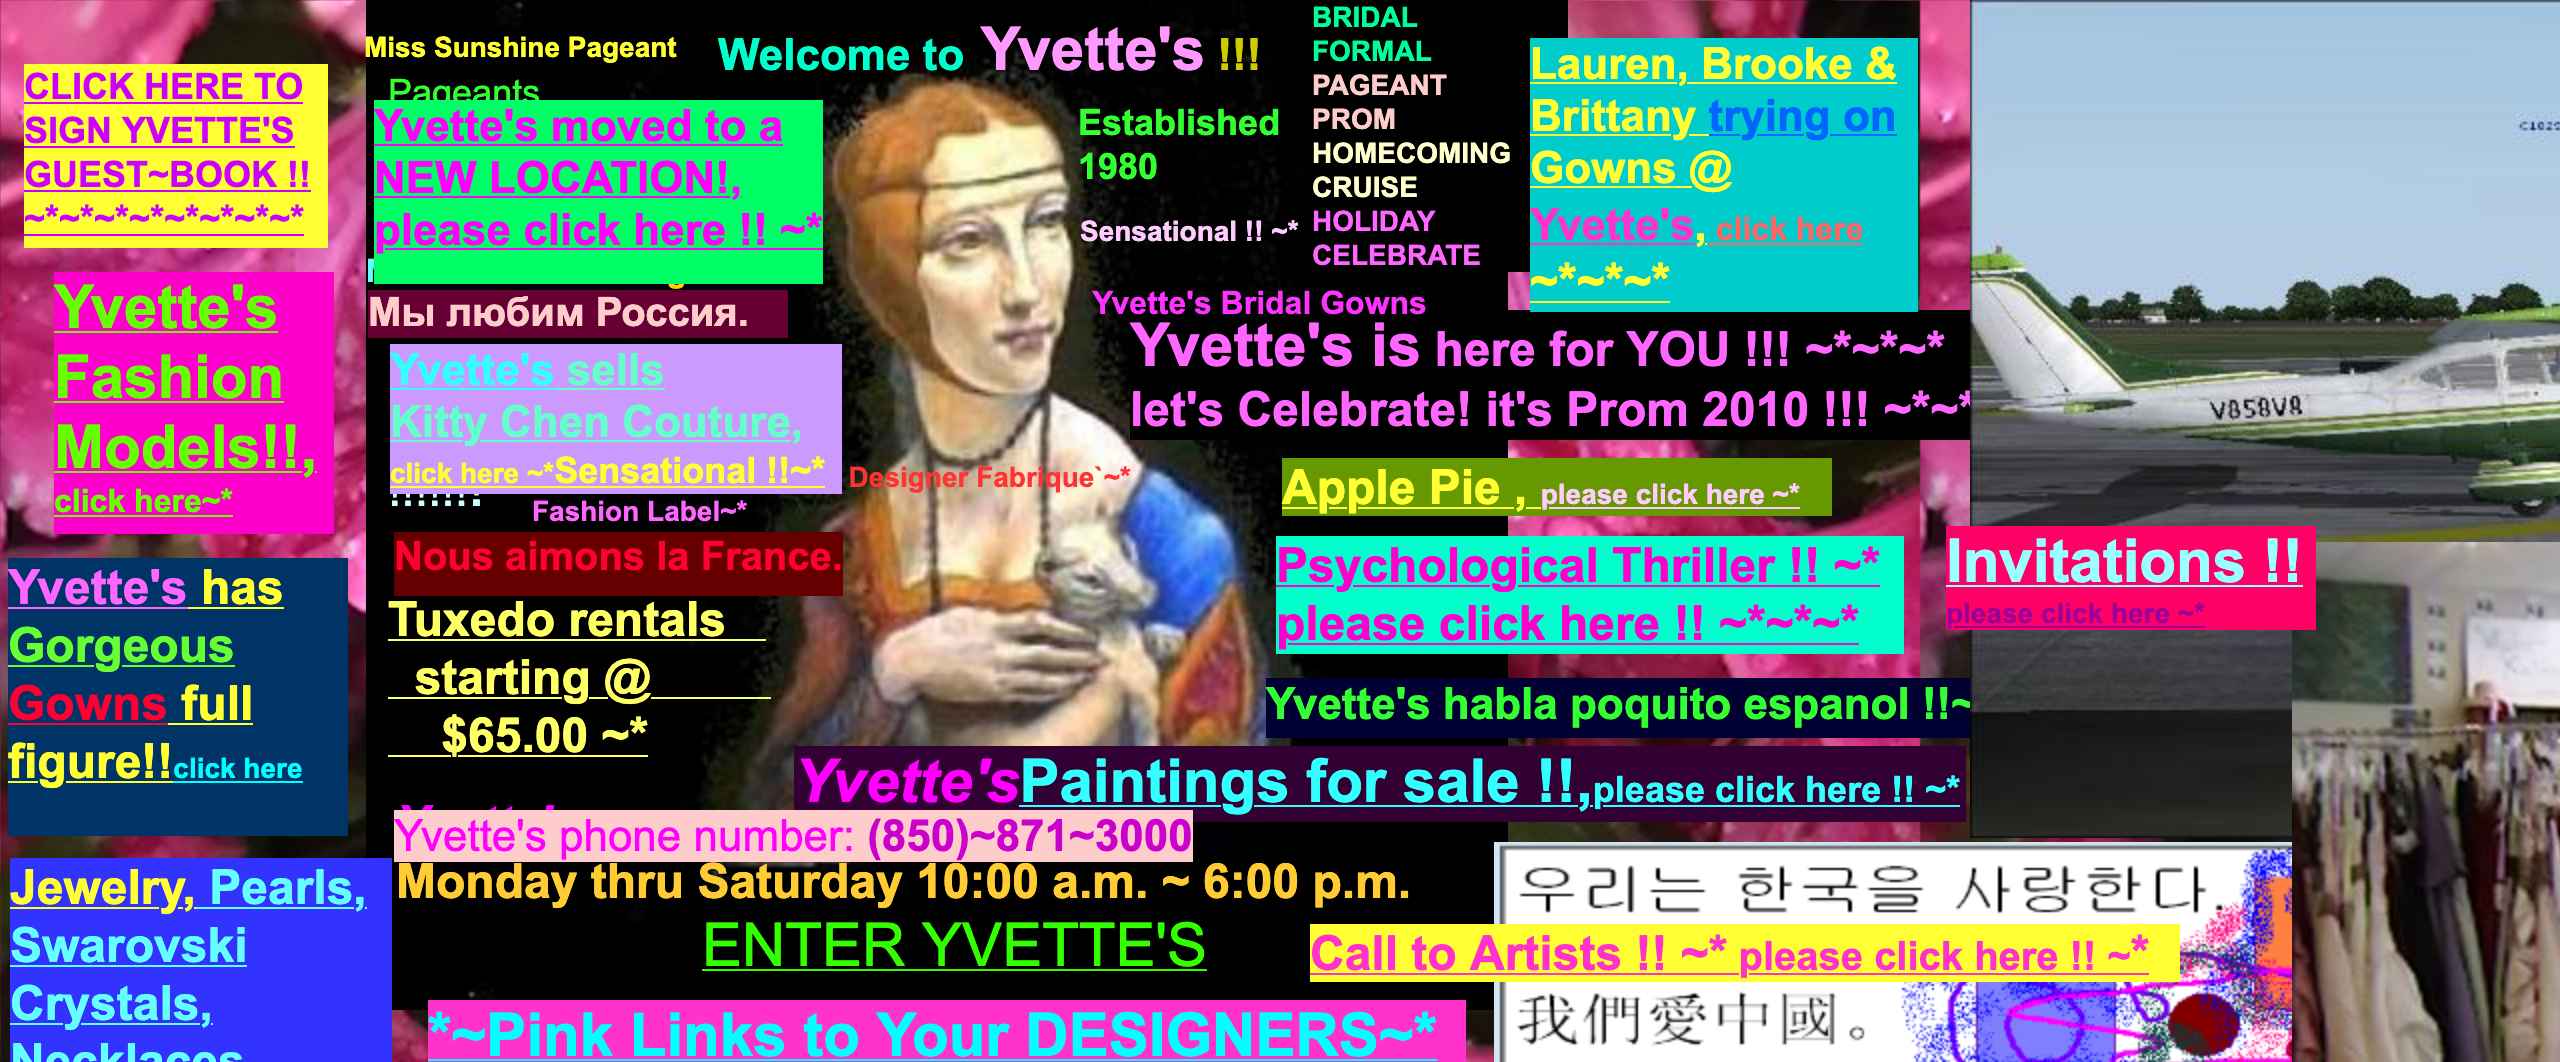 Miss Sunshine Pageant
Pageants
Welcome to Yvette's !!!
BRIDAL
FORMAL
PAGEANT
PROM
HOMECOMING
CRUISE
HOLIDAY
CELEBRATE
CLICK HERE TO
SIGN YVETTE'S
GUEST~BOOK !!
~*~*~*~*~*~*~*~*
Yvette's moved to a
NEW LOCATION!,
please click here !! ~*
Established
1980
Sensational !! ~*
Lauren, Brooke &
Brittany trying on
Gowns @
Yvette's, click here
~*~*~*
Yvette's
Fashion
Models!!,
click here~*
Мы любим Россия.
Yvette's Bridal Gowns
Yvette's is here for YOU !!! ~*~*~*
let's Celebrate! it's Prom 2010 !!! ~*~*
V858V8
Yvette's sells
Kitty Chen Couture,
click here ~*Sensational !!~*
Designer Fabrique`~*
Fashion Label~*
Apple Pie , please click here ~*
Nous aimons la France.
Psychological Thriller !! ~*
please click here !! ~*~*~*
Invitations !!
please click here ~*
Yvette's has
Gorgeous
Gowns full
figure!!click here
Tuxedo rentals
starting @
$65.00 ~*
Yvette's habla poquito espanol !!~
Yvette'sPaintings for sale !!,please click here !! ~*
Yvette's phone number: (850)~871~3000
Monday thru Saturday 10:00 a.m. ~ 6:00 p.m.
ENTER YVETTE'S
Jewelry, Pearls,
Swarovski
Crystals,
Necklaces
우리는 한국을 사랑한다.
Call to Artists !! ~* please click here !! ~*
我們愛中國。
*~Pink Links to Your DESIGNERS~*